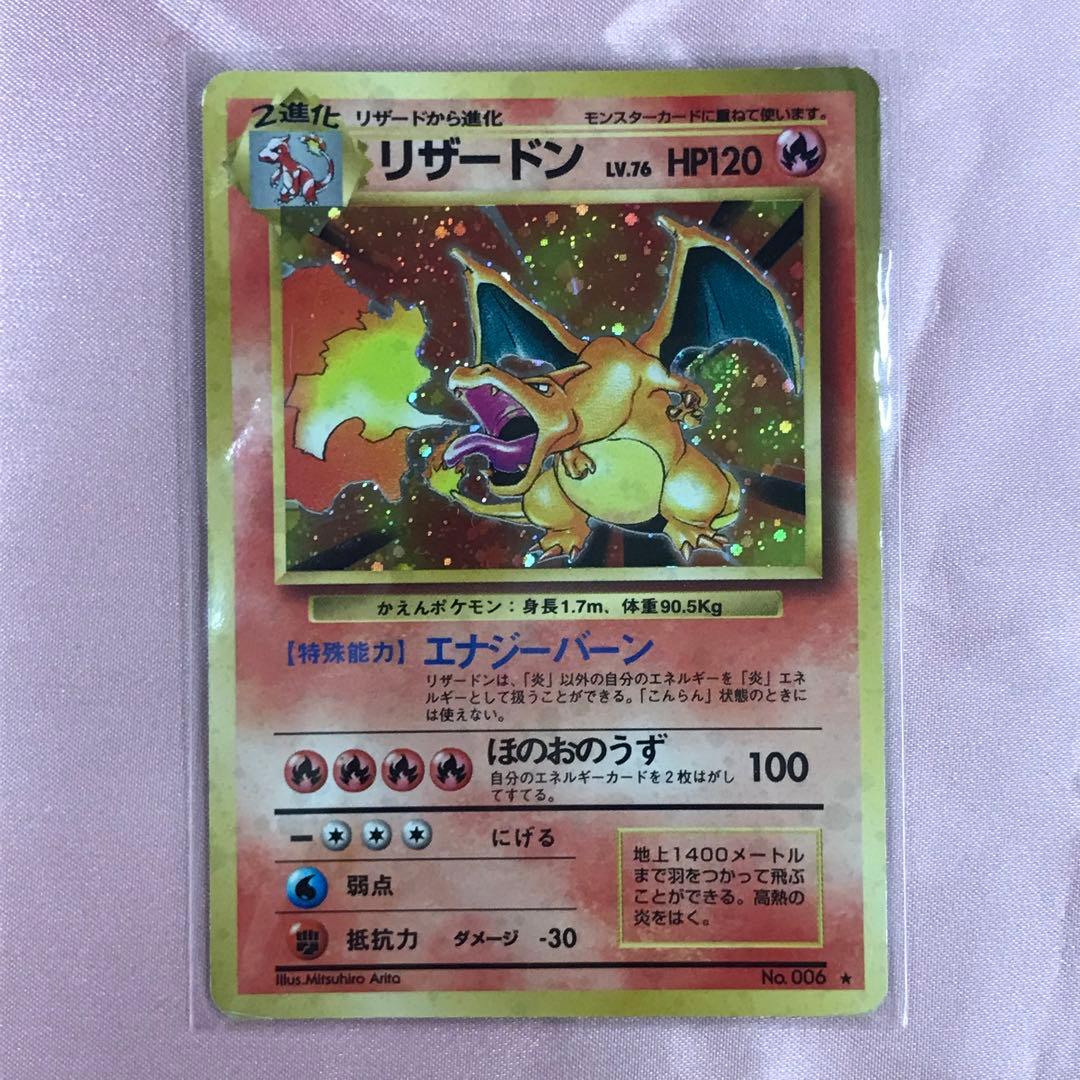 2進化 リザードから進化 モンスターカードに重ねて使います。
リザードン LV.76 HP120
かえんポケモン：身長1.7m、体重90.5Kg
【特殊能力】エナジーバーン
リザードンは、「炎」以外の自分のエネルギーを「炎」エネ
ルギーとして扱うことができる。「こんらん」状態のときに
は使えない。
ほのおのうず 100
自分のエネルギーカードを2枚はがし
てすてる。
ー にげる
弱点
抵抗力 ダメージ -30
地上1400メートル
まで羽をつかって飛ぶ
ことができる。高熱の
炎をはく。
Illus.Mitsuhiro Arita
No. 006 ★